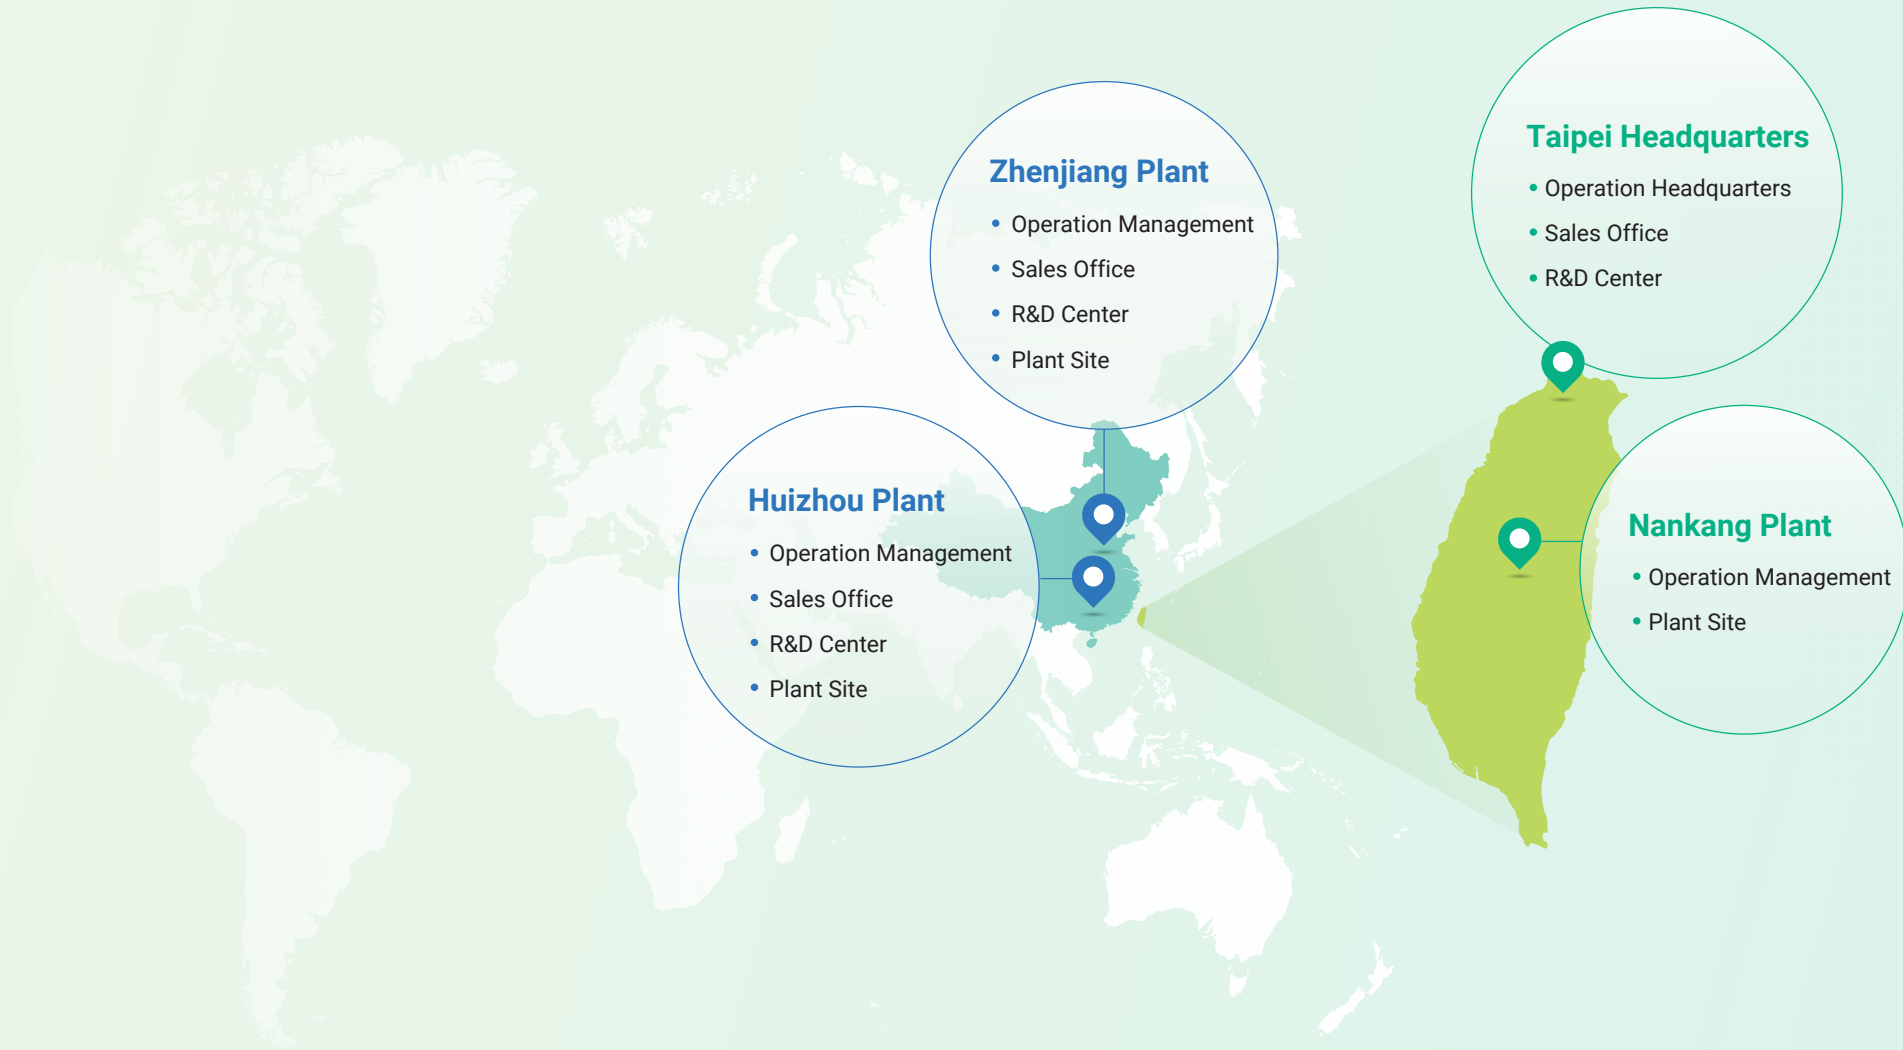 Taipei Headquarters
• Operation Headquarters
• Sales Office
• R&D Center
Zhenjiang Plant
• Operation Management
• Sales Office
• R&D Center
• Plant Site
Huizhou Plant
• Operation Management
• Sales Office
• R&D Center
• Plant Site
Nankang Plant
• Operation Management
• Plant Site